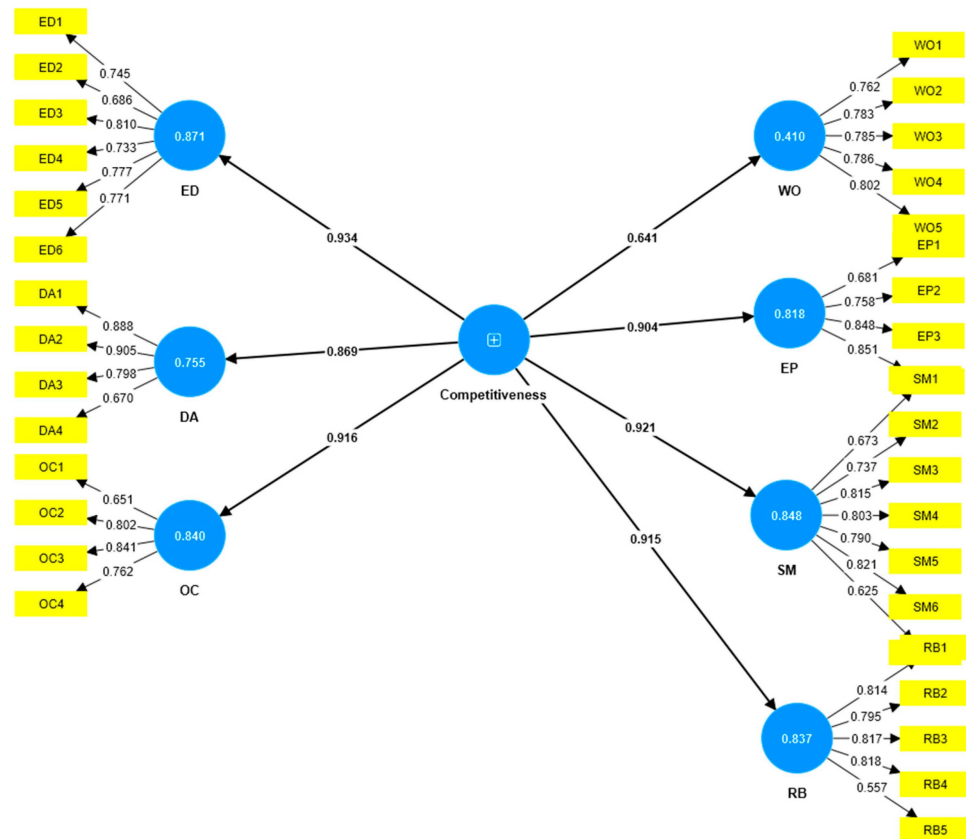 ED1
ED2
ED3
ED4
ED5
ED6
0.745
0.686
0.810
0.733
0.777
0.771
0.871
ED
DA1
DA2
DA3
DA4
0.888
0.905
0.798
0.670
0.755
DA
OC1
OC2
OC3
OC4
0.651
0.802
0.841
0.762
0.840
OC
0.934
0.869
0.916
Competitiveness
0.641
0.904
0.921
0.915
0.410
WO
0.762
0.783
0.785
0.786
0.802
WO1
WO2
WO3
WO4
WO5
0.818
EP
0.681
0.758
0.848
0.851
EP1
EP2
EP3
0.848
SM
0.673
0.737
0.815
0.803
0.790
0.821
0.625
SM1
SM2
SM3
SM4
SM5
SM6
0.837
RB
0.814
0.795
0.817
0.818
0.557
RB1
RB2
RB3
RB4
RB5